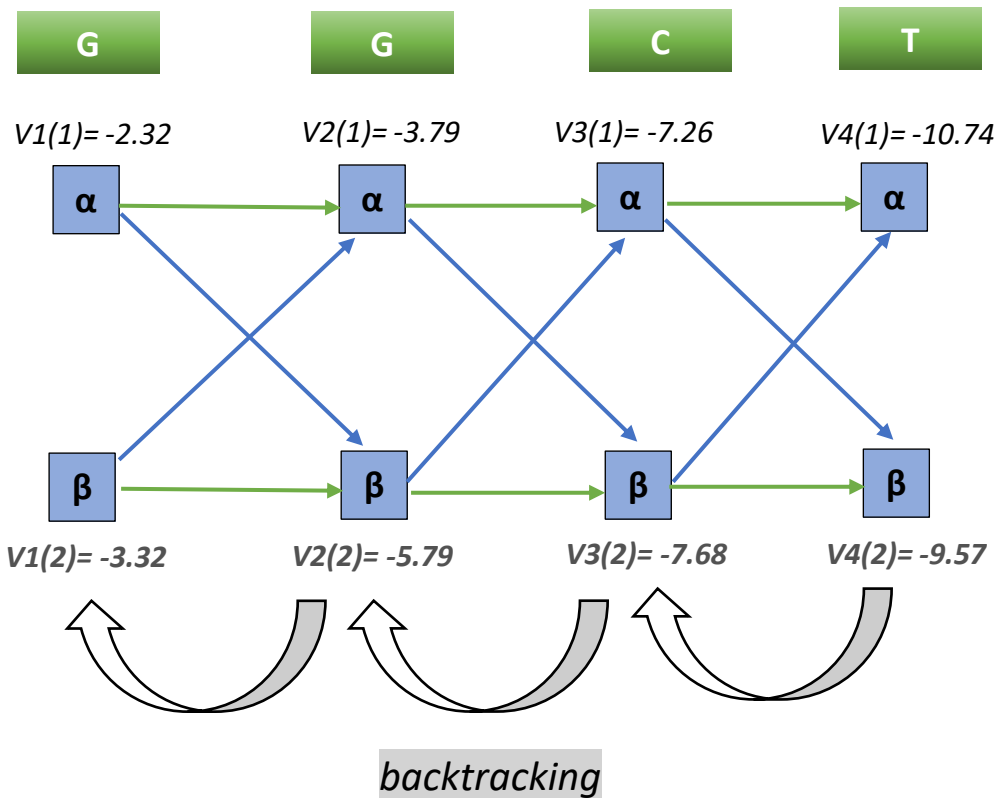 G G C T
V1(1)= -2.32 V2(1)= -3.79 V3(1)= -7.26 V4(1)= -10.74
α α α α
β β β β
V1(2)= -3.32 V2(2)= -5.79 V3(2)= -7.68 V4(2)= -9.57
backtracking